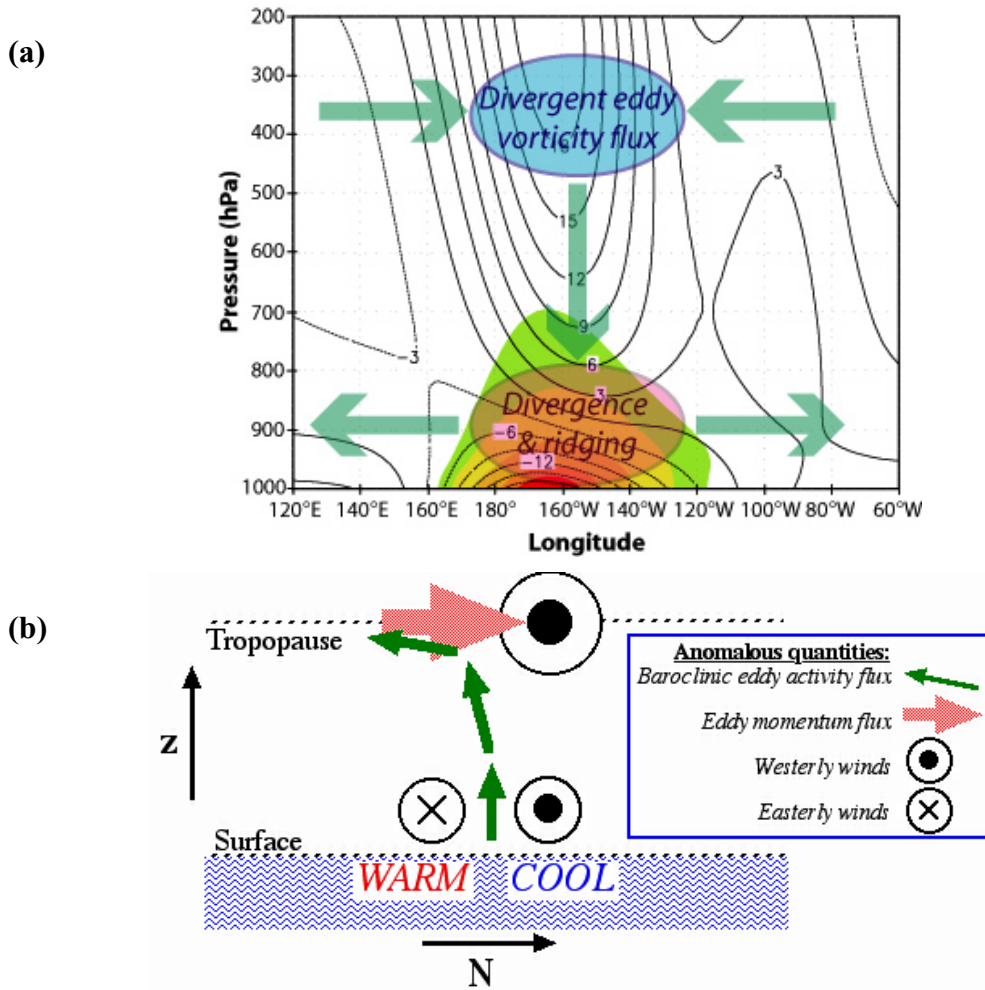 (a)
200
300
400
500
600
700
800
900
1000
Pressure (hPa)
Divergent eddy
vorticity flux
15
12
9
6
3
3
-3
Divergence
& ridging
-6
-12
120°E 140°E 160°E 180° 160°W 140°W 120°W 100°W 80°W 60°W
Longitude
(b)
Tropopause
z
Surface
WARM COOL
N
Anomalous quantities:
Baroclinic eddy activity flux
Eddy momentum flux
Westerly winds
Easterly winds